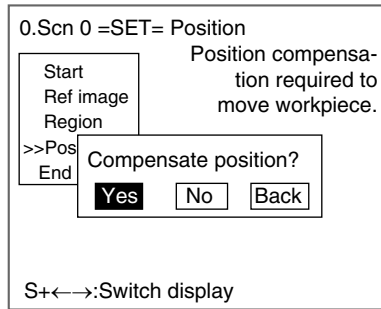 0.Scn 0 =SET= Position
Position compensa-
tion required to
move workpiece.
Start
Ref image
Region
>>Pos
End
Compensate position?
Yes No Back
S+←→:Switch display